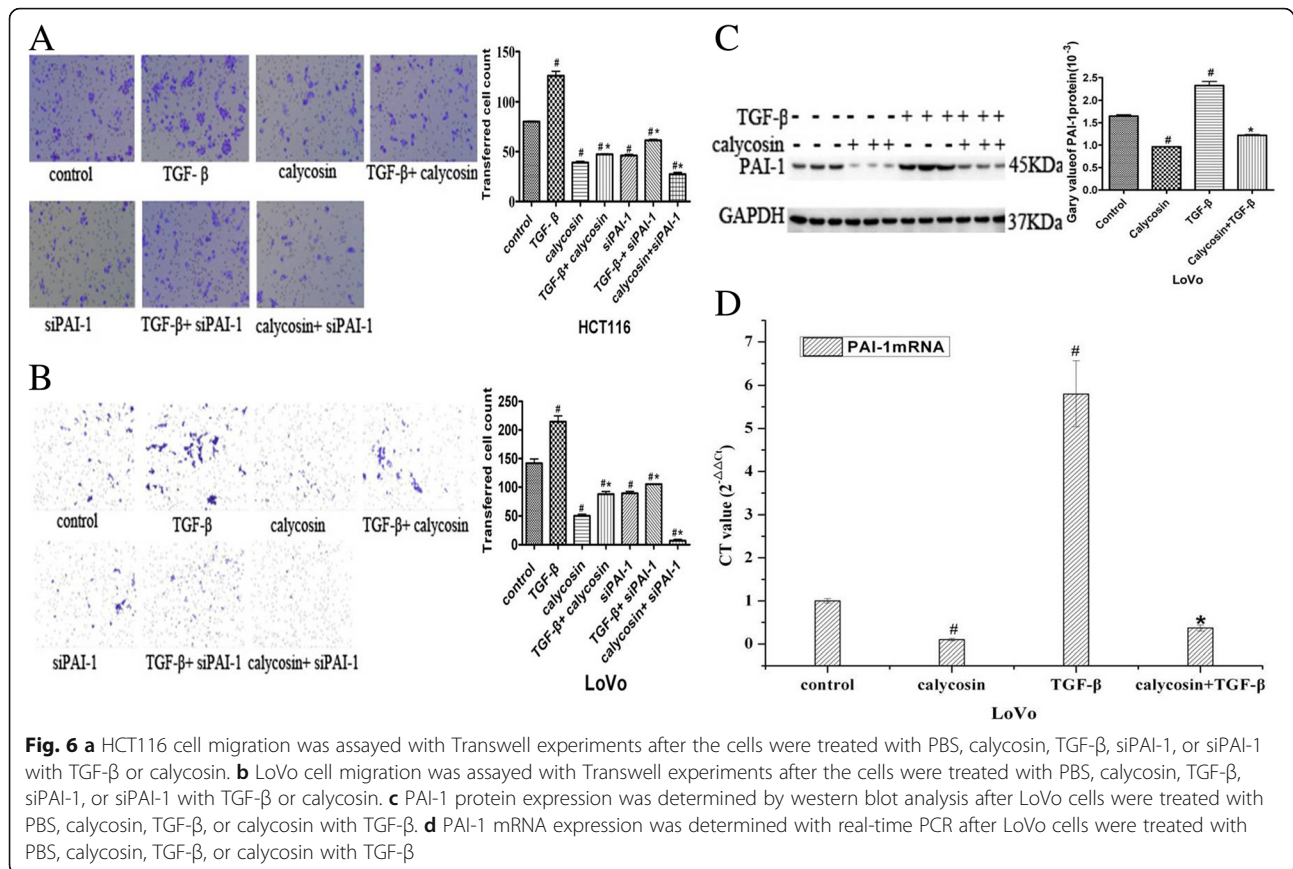 A
control
TGF- β
calycosin
TGF-β+ calycosin
siPAI-1
TGF-β+ siPAI-1
calycosin+ siPAI-1
Transferred cell count
150
100
50
0
#
#
#*
#
#*
#*
control
TGF-β
calycosin
TGF-β+ calycosin
siPAI-1
TGF-β-+ siPAI-1
calycosin+siPAI-1
HCT116
B
control
TGF-β
calycosin
TGF-β+ calycosin
siPAI-1
TGF-β+ siPAI-1
calycosin+ siPAI-1
Transferred cell count
250
200
150
100
50
0
#
#
#*
#
#*
#*
control
TGF-β
calycosin
TGF-β+ calycosin
siPAI-1
TGF-β+ siPAI-1
calycosin+ siPAI-1
LoVo
C
TGF-β - - - - - - + + + + + +
calycosin - - - + + + - - - + + +
PAI-1 45KDa
GAPDH 37KDa
Gary valueof PAI-1protein(10⁻³)
2.5
2.0
1.5
1.0
0.5
0.0
#
#
*
Control
Calycosin
TGF-β
Calycosin+TGF-β
LoVo
D
CT value (2^-ΔΔCt)
7
6
5
4
3
2
1
0
PAI-1mRNA
#
#
*
control
calycosin
TGF-β
calycosin+TGF-β
LoVo
Fig. 6 a HCT116 cell migration was assayed with Transwell experiments after the cells were treated with PBS, calycosin, TGF-β, siPAI-1, or siPAI-1
with TGF-β or calycosin. b LoVo cell migration was assayed with Transwell experiments after the cells were treated with PBS, calycosin, TGF-β,
siPAI-1, or siPAI-1 with TGF-β or calycosin. c PAI-1 protein expression was determined by western blot analysis after LoVo cells were treated with
PBS, calycosin, TGF-β, or calycosin with TGF-β. d PAI-1 mRNA expression was determined with real-time PCR after LoVo cells were treated with
PBS, calycosin, TGF-β, or calycosin with TGF-β